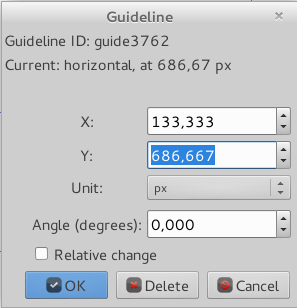 Guideline
Guideline ID: guide3762
Current: horizontal, at 686,67 px
X: 133,333
Y: 686,667
Unit: px
Angle (degrees): 0,000
Relative change
OK Delete Cancel